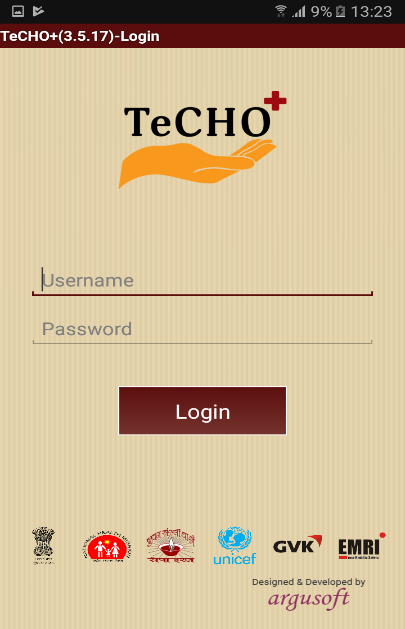 9% 13:23
TeCHO+(3.5.17)-Login
TeCHO+
Username
Password
Login
unicef
GVK
EMRI
Designed & Developed by
argusoft